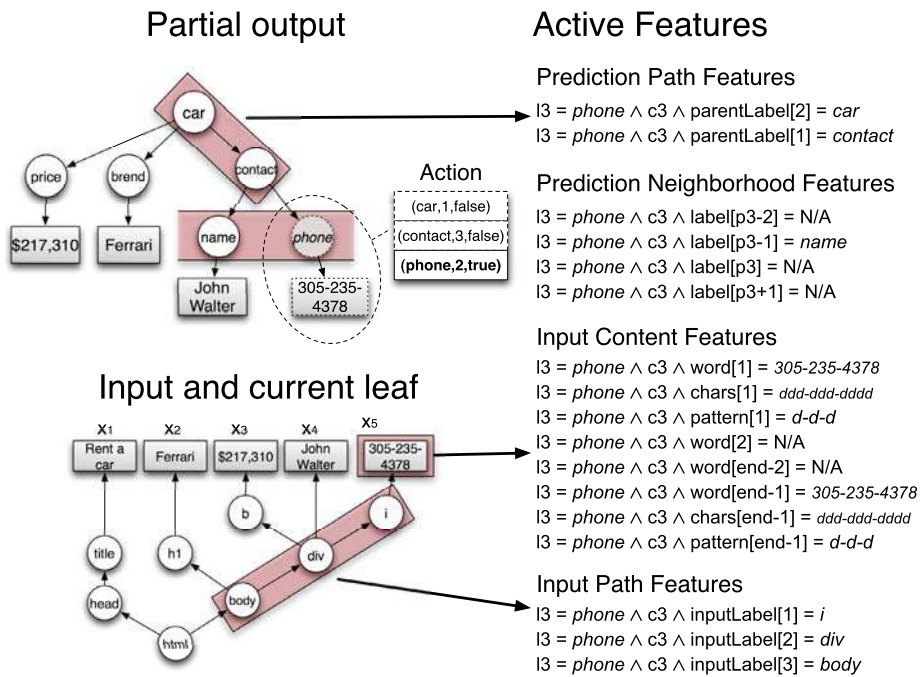 Partial output
car
price
brend
contact
$217,310
Ferrari
name
phone
John
Walter
305-235-
4378
Action
(car,1,false)
(contact,3,false)
(phone,2,true)
Input and current leaf
x1
x2
x3
x4
x5
Rent a
car
Ferrari
$217,310
John
Walter
305-235-
4378
b
i
title
h1
div
head
body
html
Active Features
Prediction Path Features
l3 = phone ∧ c3 ∧ parentLabel[2] = car
l3 = phone ∧ c3 ∧ parentLabel[1] = contact
Prediction Neighborhood Features
l3 = phone ∧ c3 ∧ label[p3-2] = N/A
l3 = phone ∧ c3 ∧ label[p3-1] = name
l3 = phone ∧ c3 ∧ label[p3] = N/A
l3 = phone ∧ c3 ∧ label[p3+1] = N/A
Input Content Features
l3 = phone ∧ c3 ∧ word[1] = 305-235-4378
l3 = phone ∧ c3 ∧ chars[1] = ddd-ddd-dddd
l3 = phone ∧ c3 ∧ pattern[1] = d-d-d
l3 = phone ∧ c3 ∧ word[2] = N/A
l3 = phone ∧ c3 ∧ word[end-2] = N/A
l3 = phone ∧ c3 ∧ word[end-1] = 305-235-4378
l3 = phone ∧ c3 ∧ chars[end-1] = ddd-ddd-dddd
l3 = phone ∧ c3 ∧ pattern[end-1] = d-d-d
Input Path Features
l3 = phone ∧ c3 ∧ inputLabel[1] = i
l3 = phone ∧ c3 ∧ inputLabel[2] = div
l3 = phone ∧ c3 ∧ inputLabel[3] = body